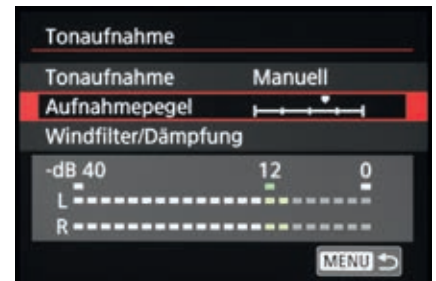 Tonaufnahme
Tonaufnahme Manuell
Aufnahmepegel
Windfilter/Dämpfung
-dB 40 12 0
L
R
MENU